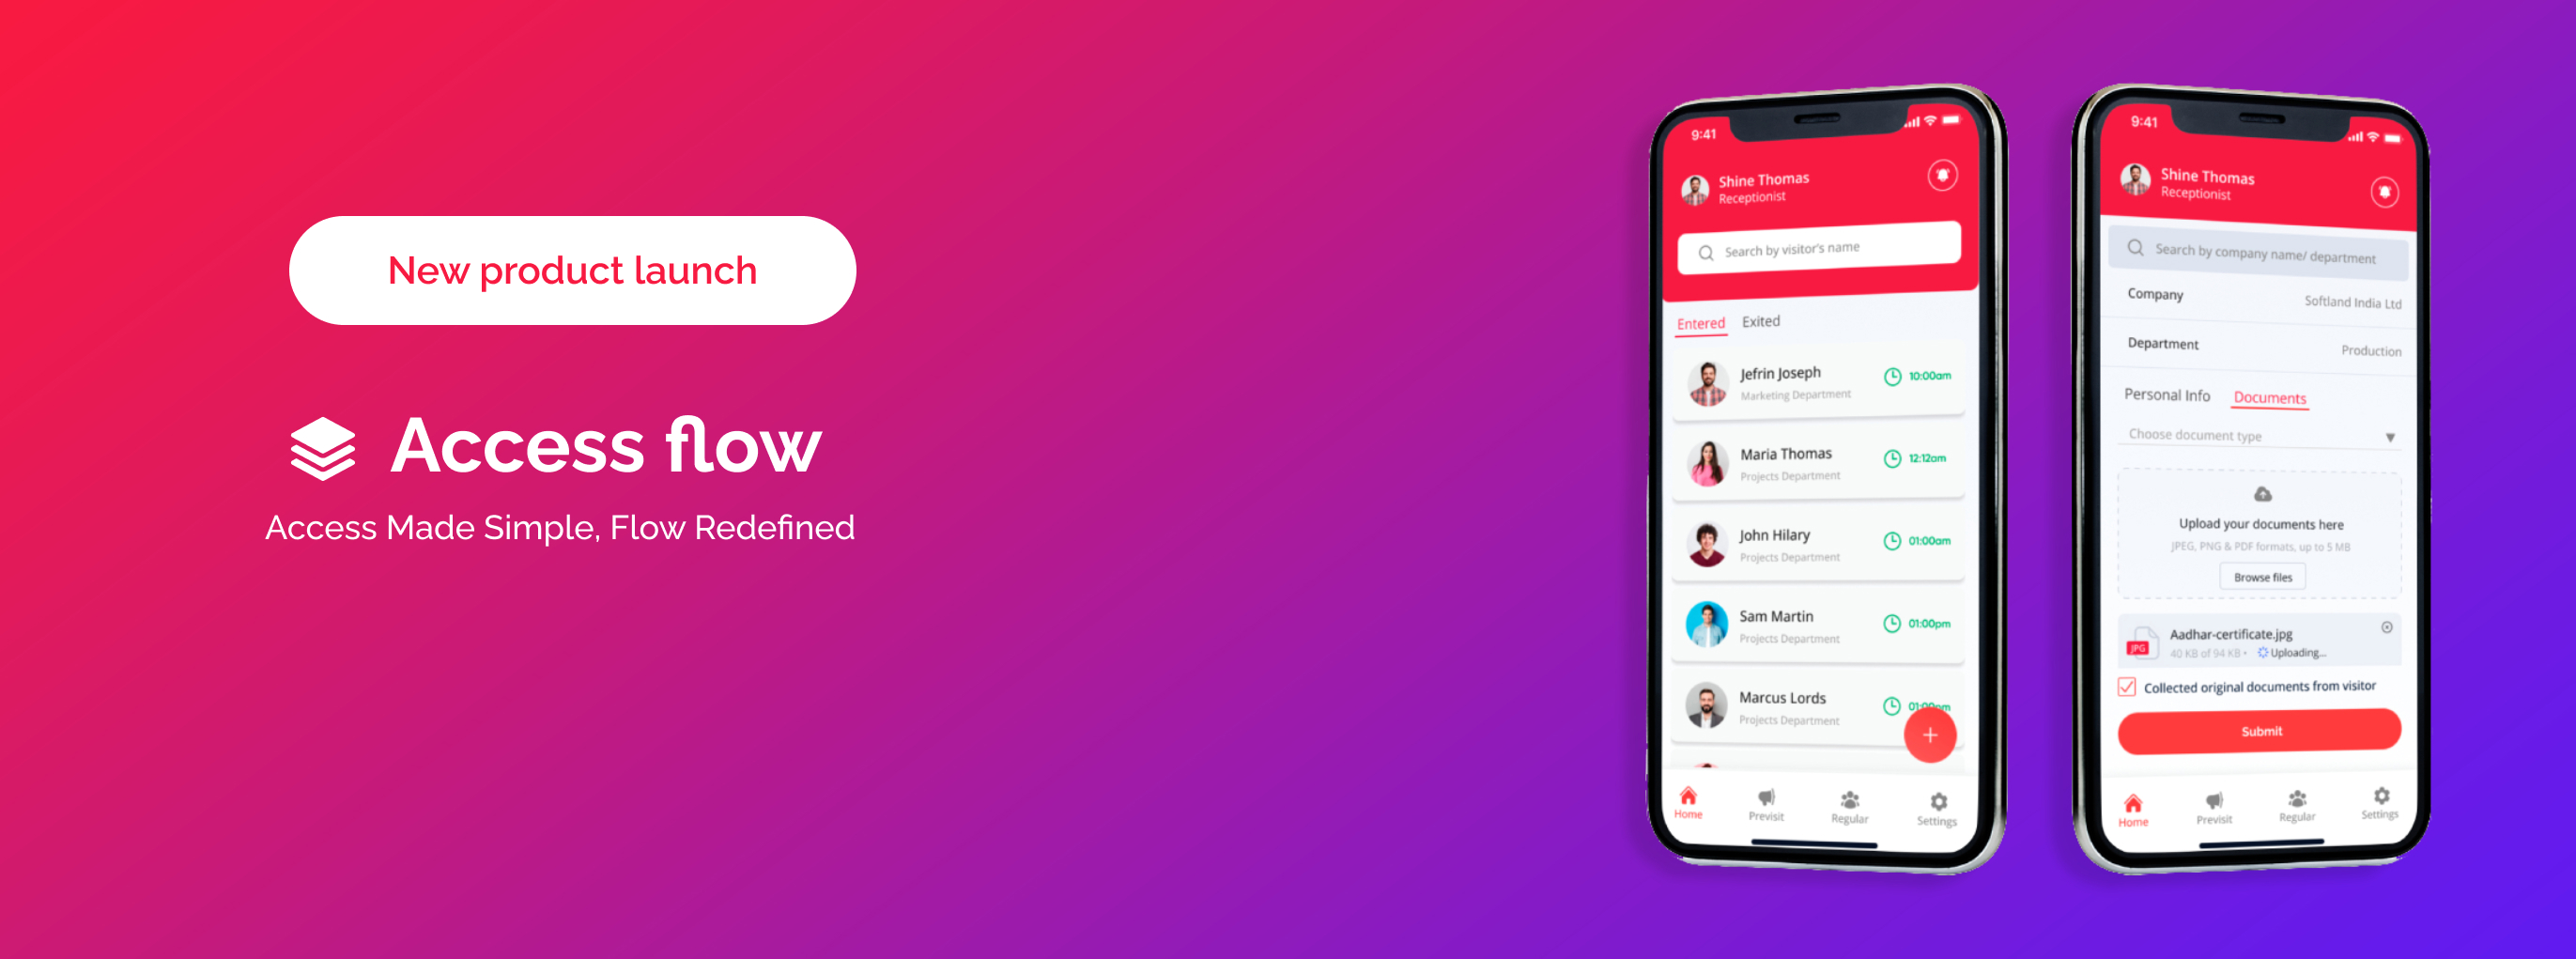 New product launch
Access flow
Access Made Simple, Flow Redefined
9:41
Shine Thomas
Receptionist
Search by visitor's name
Entered Exited
Jefrin Joseph
Marketing Department
10:00am
Maria Thomas
Projects Department
12:12am
John Hilary
Projects Department
01:00am
Sam Martin
Projects Department
01:00pm
Marcus Lords
Projects Department
01:00pm
+
Home Previsit Regular Settings
9:41
Shine Thomas
Receptionist
Search by company name/ department
Company Softland India Ltd
Department Production
Personal Info Documents
Choose document type
Upload your documents here
JPEG, PNG & PDF formats, up to 5 MB
Browse files
JPG
Aadhar-certificate.jpg
40 KB of 94 KB • Uploading...
Collected original documents from visitor
Submit
Home Previsit Regular Settings